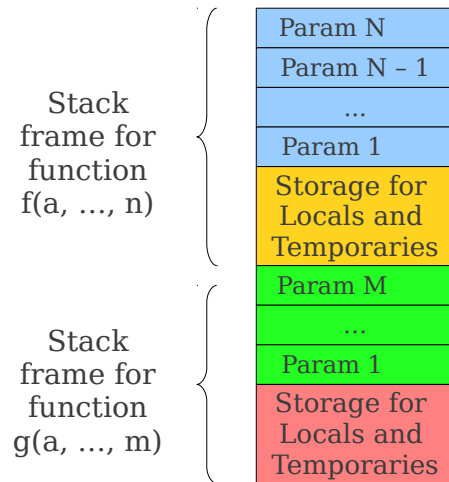 Param N
Param N – 1
...
Param 1
Stack
frame for
function
f(a, ..., n)
Storage for
Locals and
Temporaries
Param M
...
Param 1
Stack
frame for
function
g(a, ..., m)
Storage for
Locals and
Temporaries